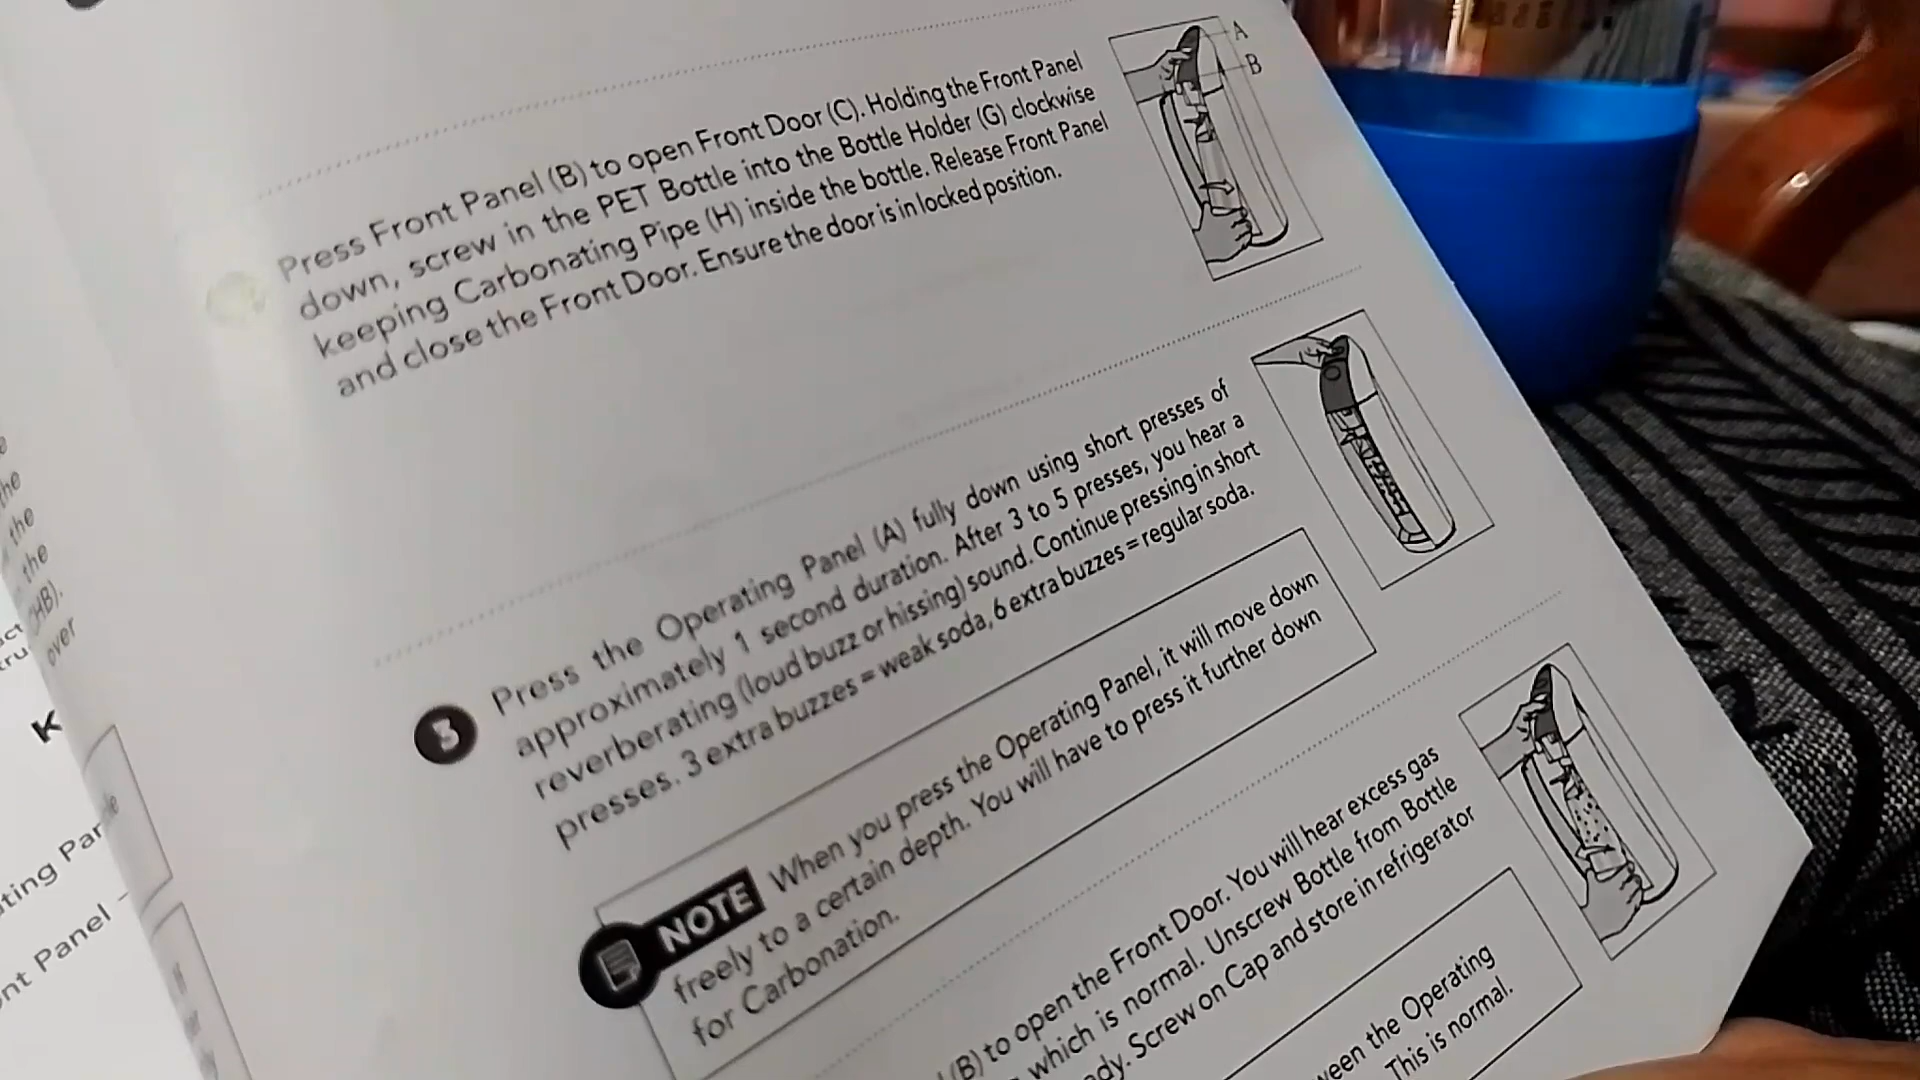 Press Front Panel (B) to open Front Door (C). Holding the Front Panel
down, screw in the PET Bottle into the Bottle Holder (G) clockwise
keeping Carbonating Pipe (H) inside the bottle. Release Front Panel
and close the Front Door. Ensure the door is in locked position.
A
B
Press the Operating Panel (A) fully down using short presses of
approximately 1 second duration. After 3 to 5 presses, you hear a
reverberating (loud buzz or hissing) sound. Continue pressing in short
presses. 3 extra buzzes = weak soda, 6 extra buzzes = regular soda.
NOTE When you press the Operating Panel, it will move down
freely to a certain depth. You will have to press it further down
for Carbonation.
(B) to open the Front Door. You will hear excess gas
which is normal. Unscrew Bottle from Bottle
Screw on Cap and store in refrigerator
the Operating
This is normal.
the
the
the
HB).
over
K
Panel